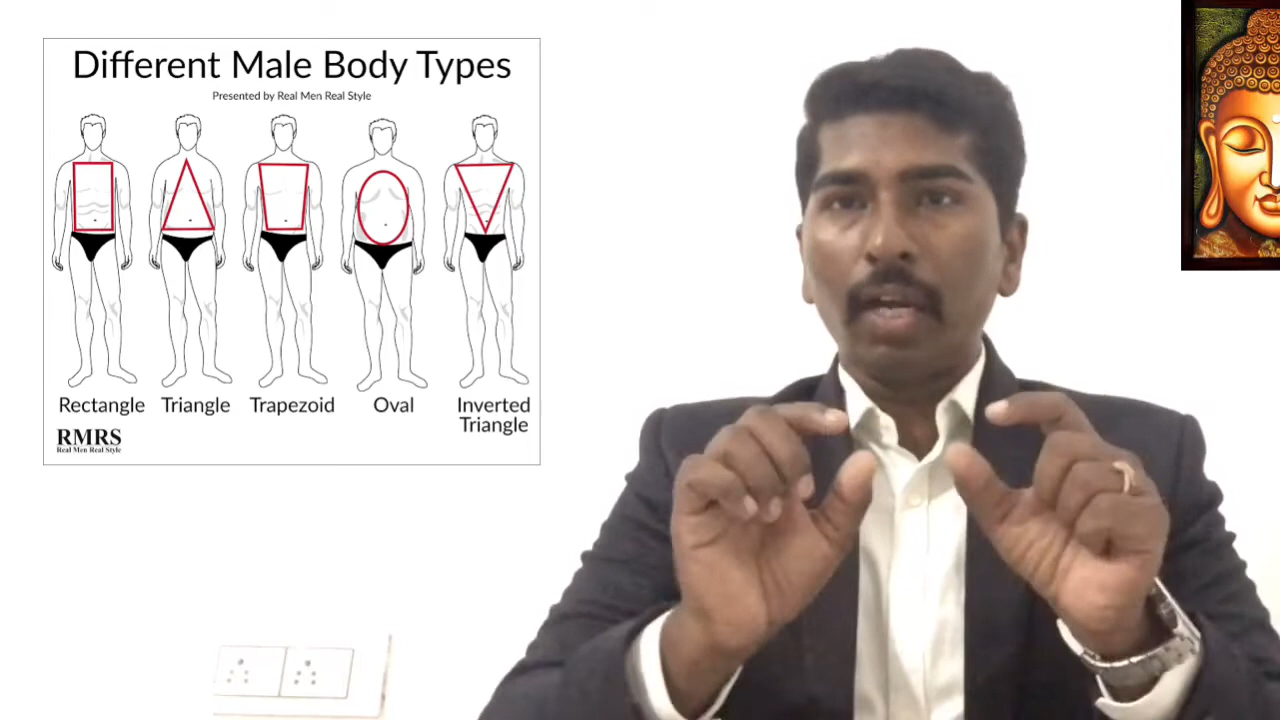 Different Male Body Types
Presented by Real Men Real Style
Rectangle
Triangle
Trapezoid
Oval
Inverted
Triangle
RMRS
Real Men Real Style